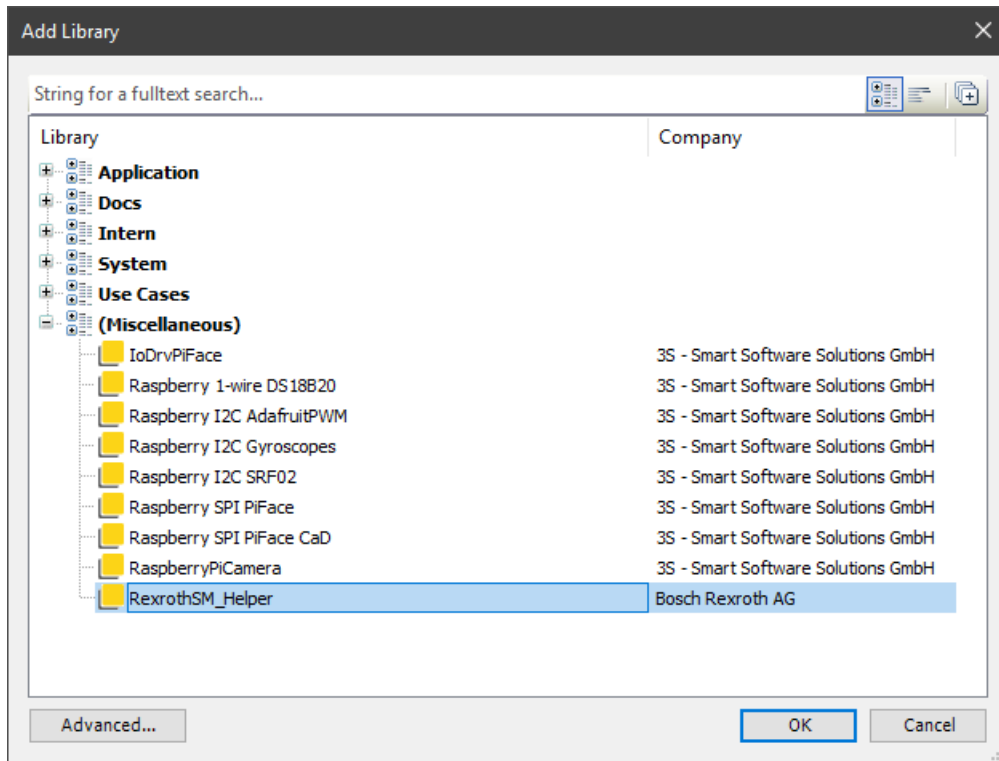 Add Library
String for a fulltext search...
Library Company
Application
Docs
Intern
System
Use Cases
(Miscellaneous)
IoDrvPiFace 3S - Smart Software Solutions GmbH
Raspberry 1-wire DS18B20 3S - Smart Software Solutions GmbH
Raspberry I2C AdafruitPWM 3S - Smart Software Solutions GmbH
Raspberry I2C Gyroscopes 3S - Smart Software Solutions GmbH
Raspberry I2C SRF02 3S - Smart Software Solutions GmbH
Raspberry SPI PiFace 3S - Smart Software Solutions GmbH
Raspberry SPI PiFace CaD 3S - Smart Software Solutions GmbH
RaspberryPiCamera 3S - Smart Software Solutions GmbH
RexrothSM_Helper Bosch Rexroth AG
Advanced... OK Cancel